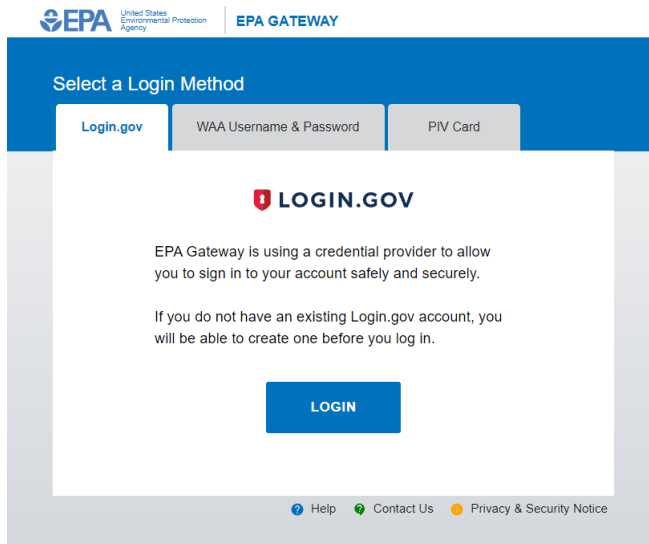 EPA
United States
Environmental Protection
Agency
EPA GATEWAY
Select a Login Method
Login.gov
WAA Username & Password
PIV Card
LOGIN.GOV
EPA Gateway is using a credential provider to allow
you to sign in to your account safely and securely.
If you do not have an existing Login.gov account, you
will be able to create one before you log in.
LOGIN
Help
Contact Us
Privacy & Security Notice